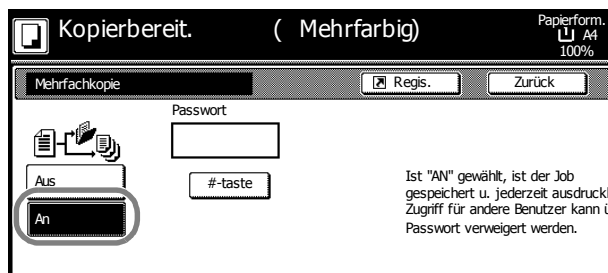 Kopierbereit. ( Mehrfarbig)
Papierform.
A4
100%
Mehrfachkopie
Regis.
Zurück
Passwort
Aus
#-taste
An
Ist "AN" gewählt, ist der Job
gespeichert u. jederzeit
Zugriff für andere Benutzer kann
Passwort verweigert werden.